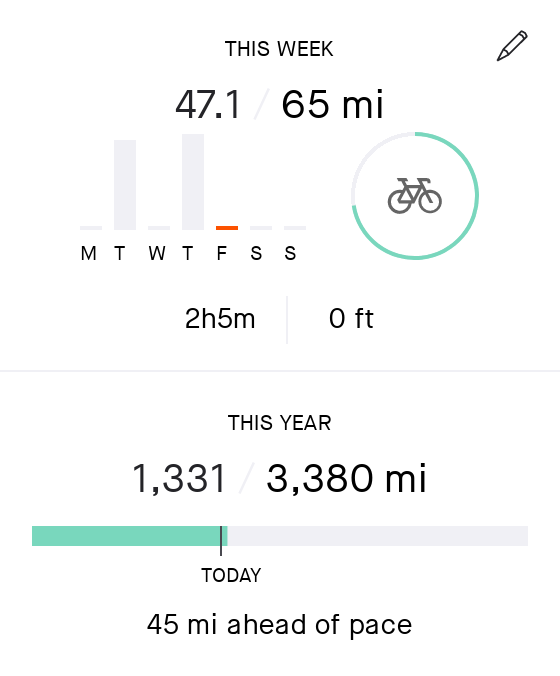 THIS WEEK
47.1 / 65 mi
M T W T F S S
2h5m 0 ft
THIS YEAR
1,331 / 3,380 mi
TODAY
45 mi ahead of pace